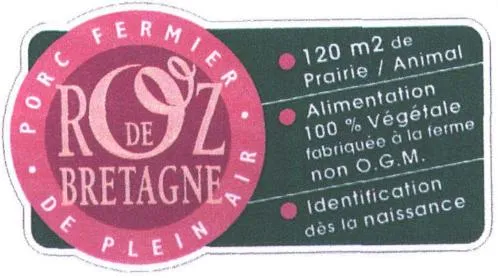 PORC FERMIER
ROZ
DE
BRETAGNE
DE PLEIN AIR
120 m2 de
Prairie / Animal
Alimentation
100 % Végétale
fabriquée à la ferme
non O.G.M.
Identification
dès la naissance